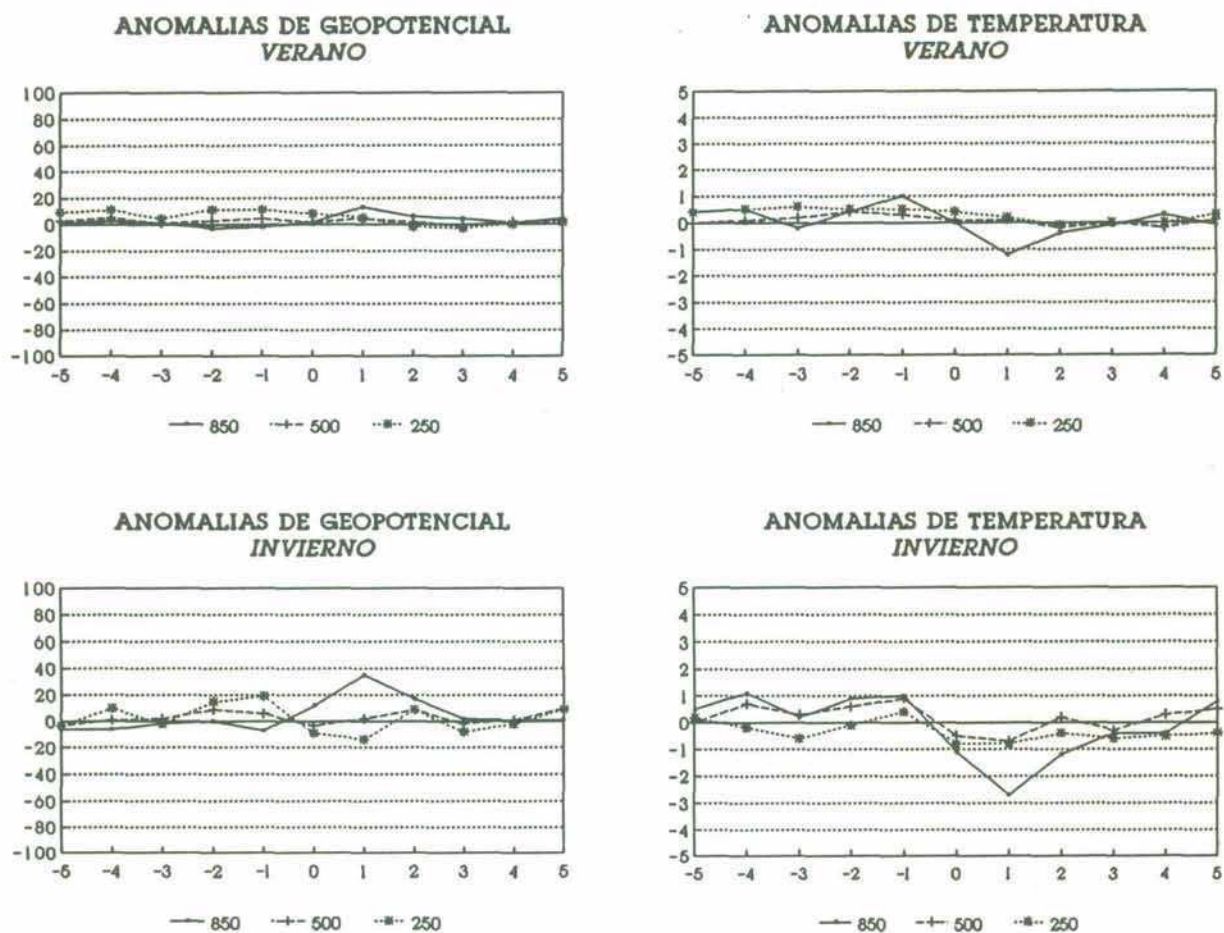 ANOMALIAS DE GEOPOTENCIAL
VERANO
100
80
60
40
20
0
-20
-40
-60
-80
-100
-5 -4 -3 -2 -1 0 1 2 3 4 5
850 500 250
ANOMALIAS DE TEMPERATURA
VERANO
5
4
3
2
1
0
-1
-2
-3
-4
-5
-5 -4 -3 -2 -1 0 1 2 3 4 5
850 500 250
ANOMALIAS DE GEOPOTENCIAL
INVIERNO
100
80
60
40
20
0
-20
-40
-60
-80
-100
-5 -4 -3 -2 -1 0 1 2 3 4 5
850 500 250
ANOMALIAS DE TEMPERATURA
INVIERNO
5
4
3
2
1
0
-1
-2
-3
-4
-5
-5 -4 -3 -2 -1 0 1 2 3 4 5
850 500 250